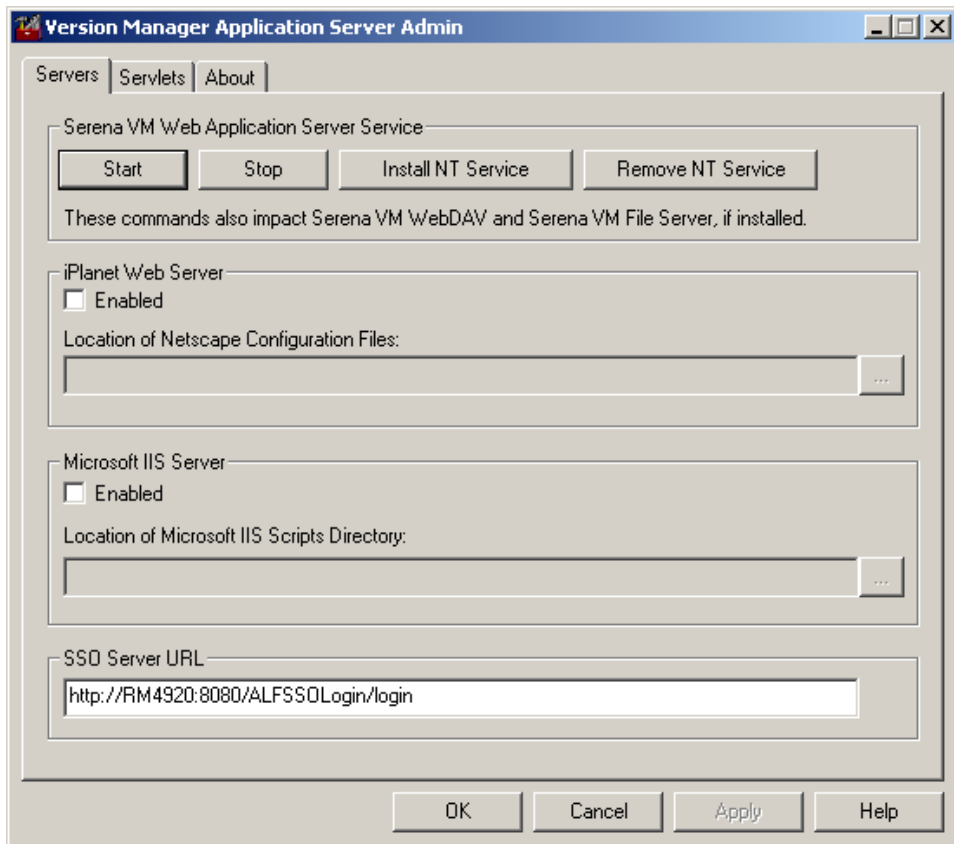 Version Manager Application Server Admin
Servers Servlets About
Serena VM Web Application Server Service
Start Stop Install NT Service Remove NT Service
These commands also impact Serena VM WebDAV and Serena VM File Server, if installed.
iPlanet Web Server
Enabled
Location of Netscape Configuration Files:
...
Microsoft IIS Server
Enabled
Location of Microsoft IIS Scripts Directory:
...
SSO Server URL
http://RM4920:8080/ALFSSOLogin/login
OK Cancel Apply Help